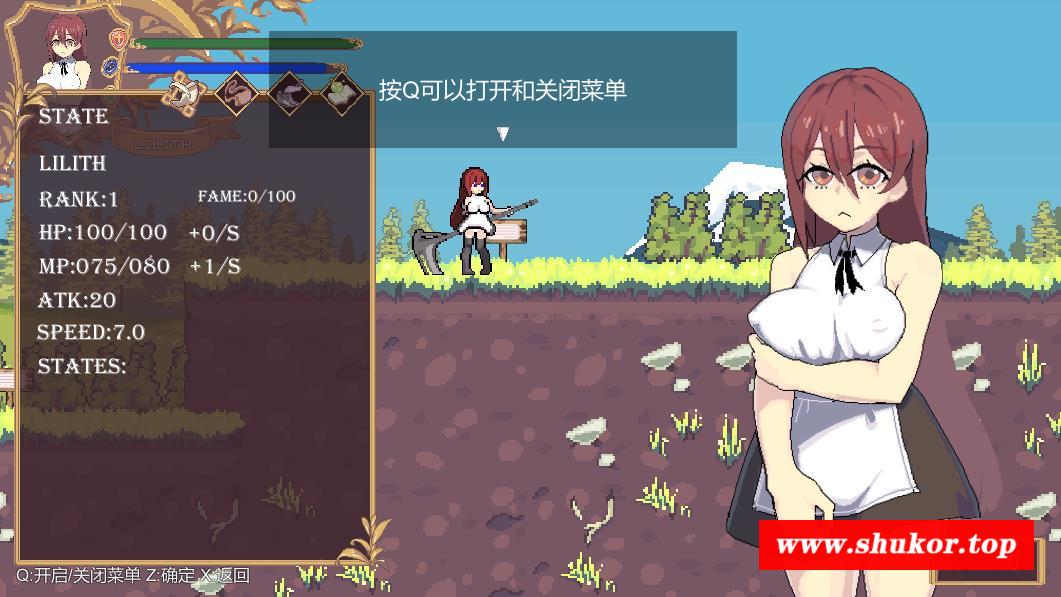 按Q可以打开和关闭菜单
STATE
LILITH
LILITH
RANK:1 FAME:0/100
HP:100/100 +0/S
MP:075/080 +1/S
ATK:20
SPEED:7.0
STATES:
www.shukor.top
Q:开启/关闭菜单 Z:确定 X:返回